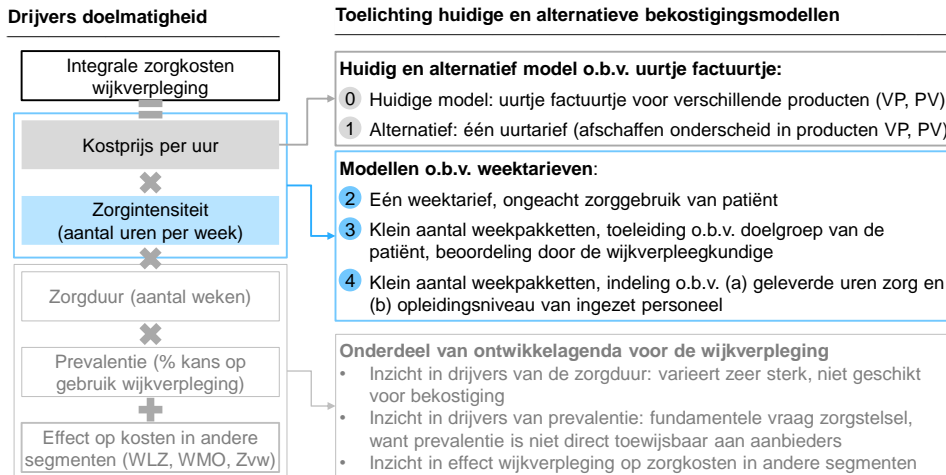 Drijvers doelmatigheid
Integrale zorgkosten
wijkverpleging
Kostprijs per uur
Zorgintensiteit
(aantal uren per week)
Zorgduur (aantal weken)
Prevalentie (% kans op
gebruik wijkverpleging)
Effect op kosten in andere
segmenten (WLZ, WMO, Zvw)
Toelichting huidige en alternatieve bekostigingsmodellen
Huidig en alternatief model o.b.v. uurtje factuurtje:
0 Huidige model: uurtje factuurtje voor verschillende producten (VP, PV)
1 Alternatief: één uurtarief (afschaffen onderscheid in producten VP, PV)
Modellen o.b.v. weektarieven:
2 Eén weektarief, ongeacht zorggebruik van patiënt
3 Klein aantal weekpakketten, toeleiding o.b.v. doelgroep van de
patiënt, beoordeling door de wijkverpleegkundige
4 Klein aantal weekpakketten, indeling o.b.v. (a) geleverde uren zorg en
(b) opleidingsniveau van ingezet personeel
Onderdeel van ontwikkelagenda voor de wijkverpleging
• Inzicht in drijvers van de zorgduur: varieert zeer sterk, niet geschikt
voor bekostiging
• Inzicht in drijvers van prevalentie: fundamentele vraag zorgstelsel,
want prevalentie is niet direct toewijsbaar aan aanbieders
• Inzicht in effect wijkverpleging op zorgkosten in andere segmenten